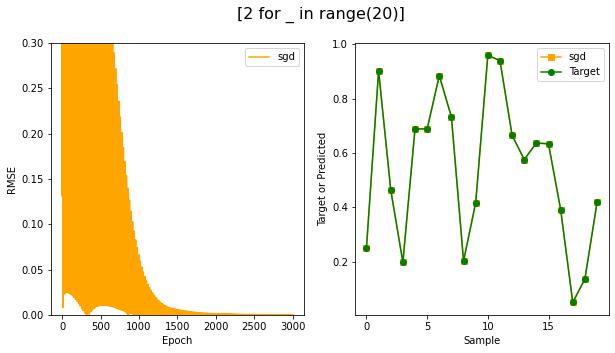 [2 for _ in range(20)]
0.30
0.25
0.20
0.15
0.10
0.05
0.00
RMSE
0 500 1000 1500 2000 2500 3000
Epoch
sgd
1.0
0.8
0.6
0.4
0.2
Target or Predicted
0 5 10 15
Sample
sgd
Target